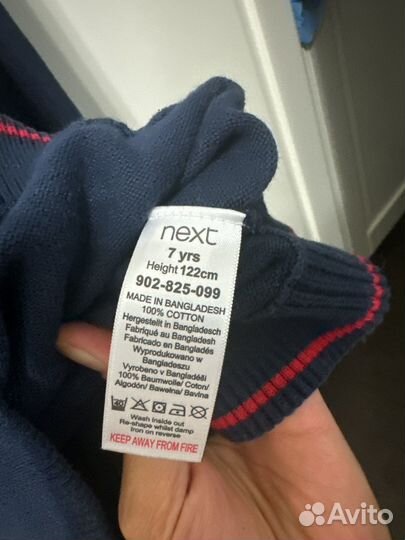 next
7 yrs
Height 122cm
902-825-099
MADE IN BANGLADESH
100% COTTON
Hergestellt in Bangladesch
Fabriqué au Bangladesh
Fabricado en Bangladés
Wyprodukowano w
Bangladeszu
Vyrobeno v Bangladéši
100% Baumwolle/ Coton/
Algodón/ Bawełna/ Bavlna
40
Wash inside out
Re-shape whilst damp
Iron on reverse
KEEP AWAY FROM FIRE
Avito